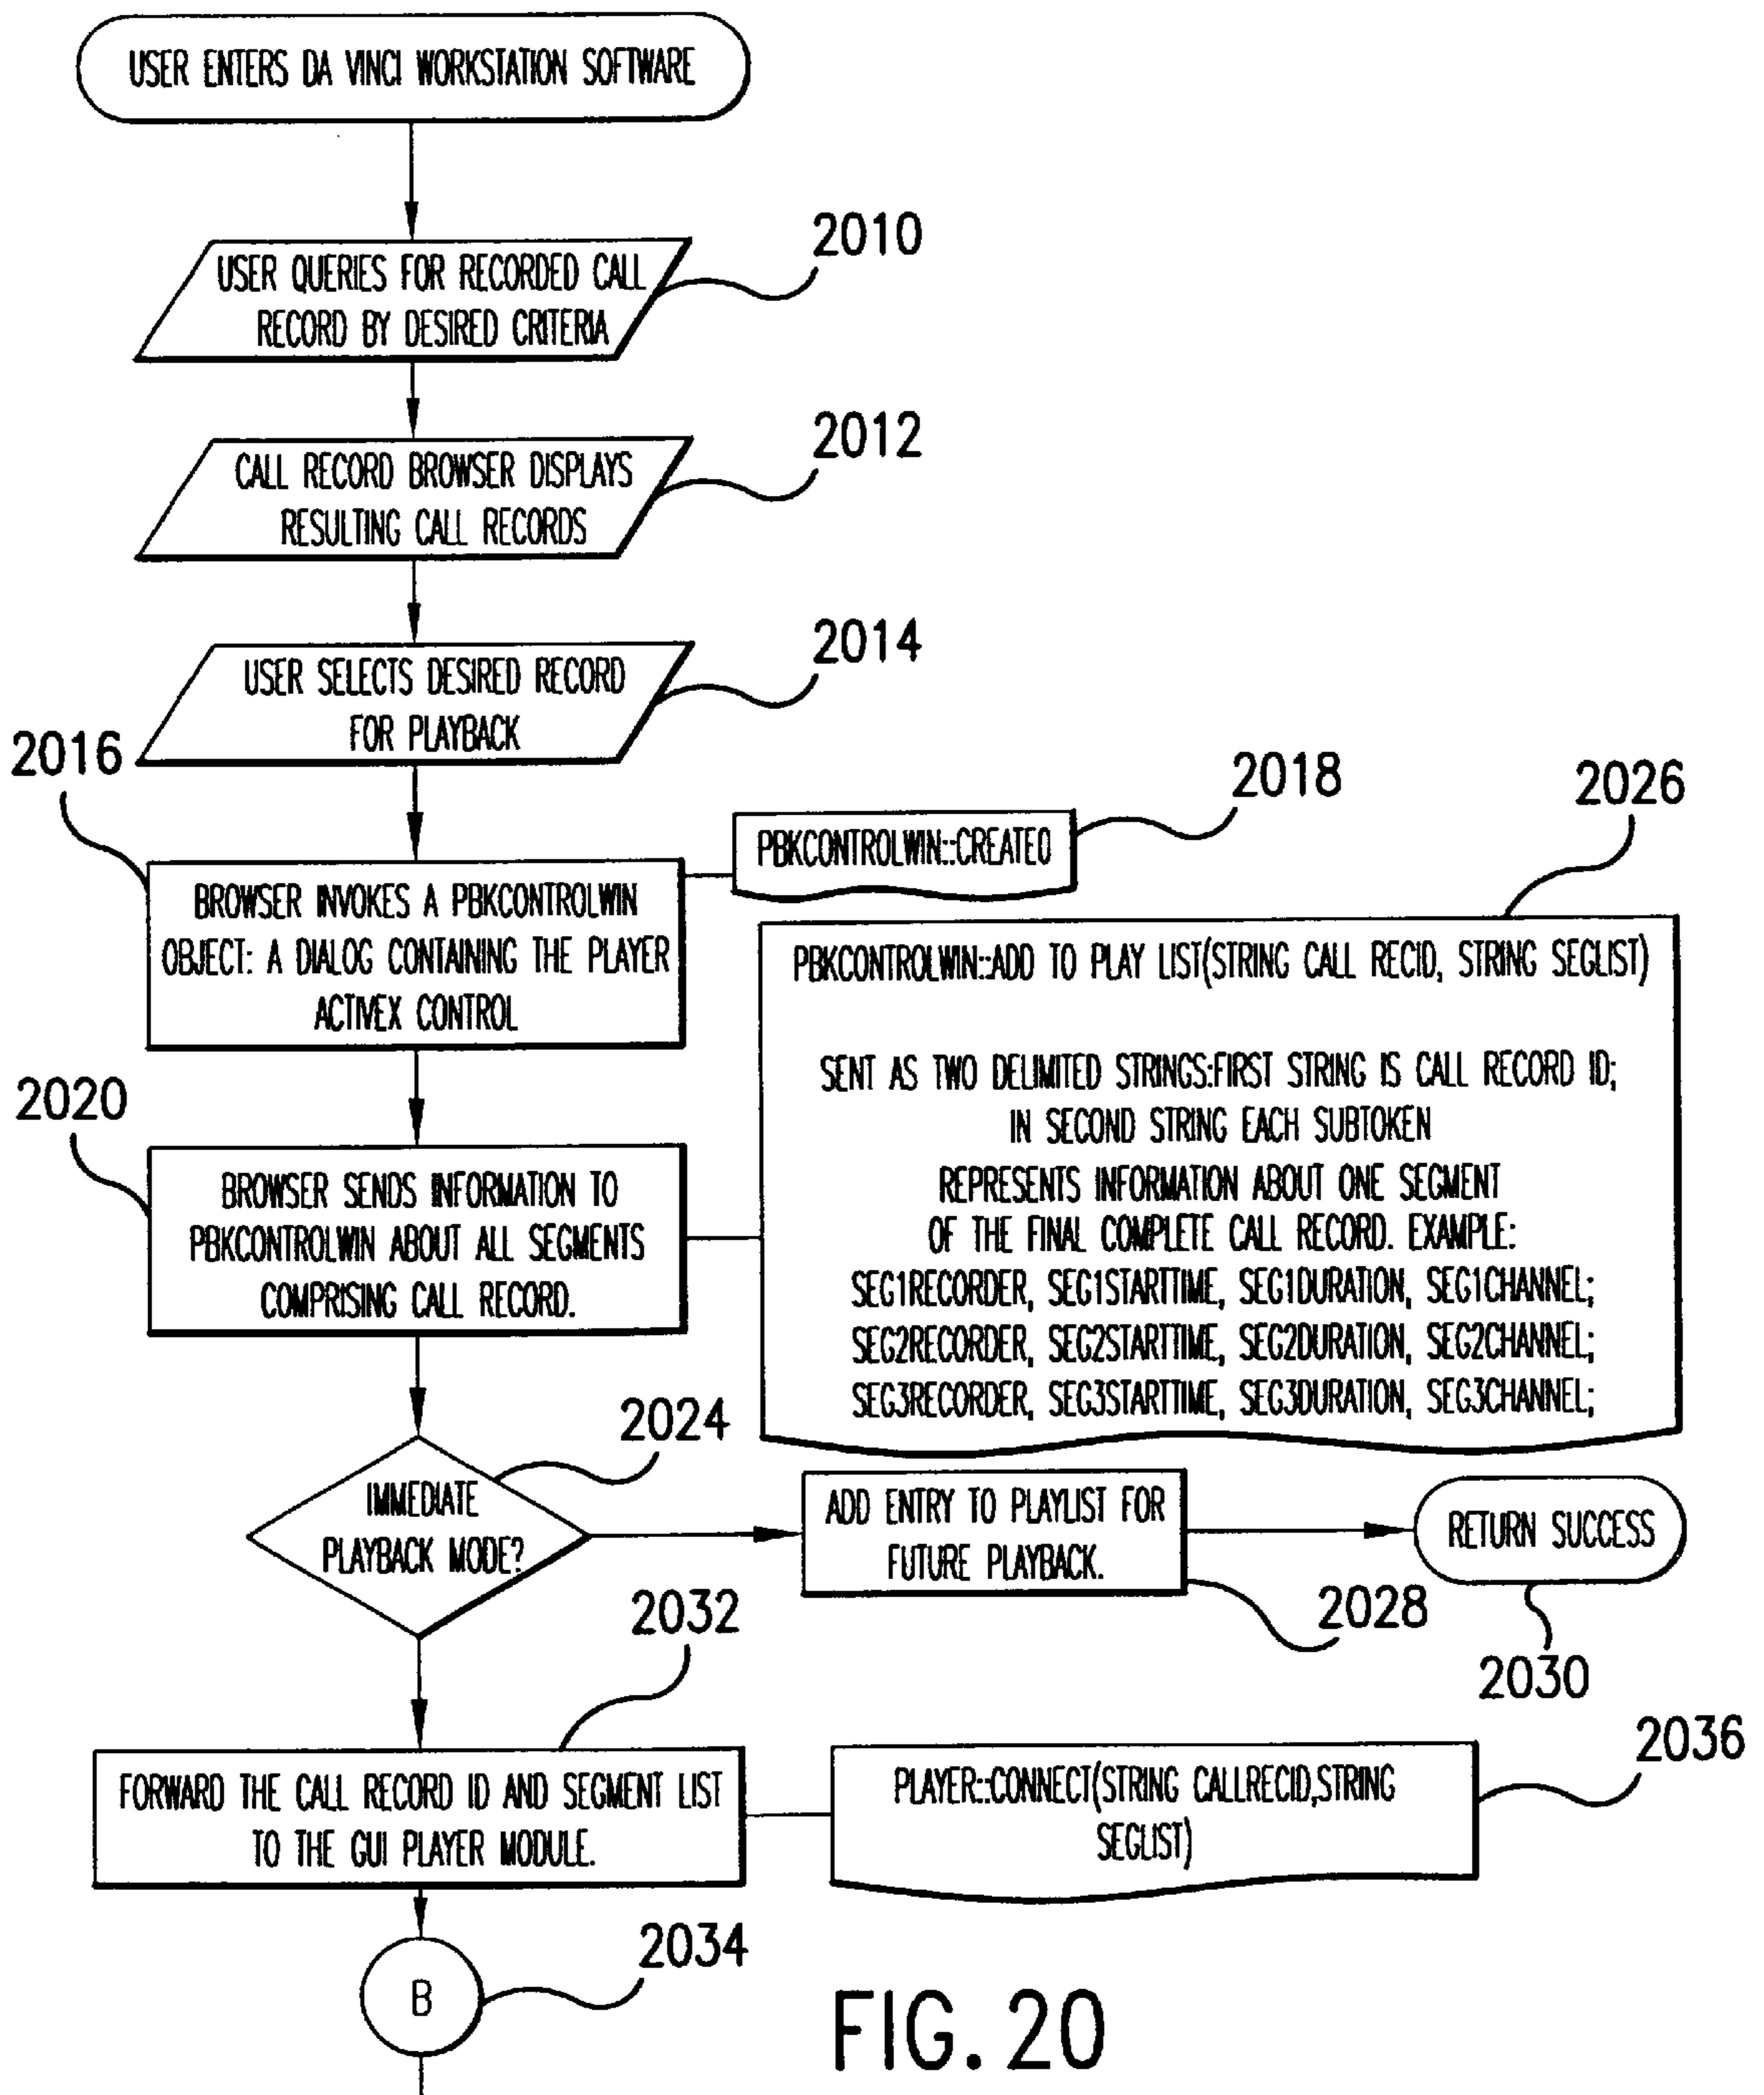 USER ENTERS DA VINCI WORKSTATION SOFTWARE
2010
USER QUERIES FOR RECORDED CALL
RECORD BY DESIRED CRITERIA
2012
CALL RECORD BROWSER DISPLAYS
RESULTING CALL RECORDS
2014
USER SELECTS DESIRED RECORD
FOR PLAYBACK
2016
2018
PBKCONTROLWIN::CREATE()
BROWSER INVOKES A PBKCONTROLWIN
OBJECT: A DIALOG CONTAINING THE PLAYER
ACTIVEX CONTROL
2026
PBKCONTROLWIN::ADD TO PLAY LIST(STRING CALL RECID, STRING SEGLIST)
SENT AS TWO DELIMITED STRINGS:FIRST STRING IS CALL RECORD ID;
IN SECOND STRING EACH SUBTOKEN
REPRESENTS INFORMATION ABOUT ONE SEGMENT
OF THE FINAL COMPLETE CALL RECORD. EXAMPLE:
SEG1RECORDER, SEG1STARTTIME, SEG1DURATION, SEG1CHANNEL;
SEG2RECORDER, SEG2STARTTIME, SEG2DURATION, SEG2CHANNEL;
SEG3RECORDER, SEG3STARTTIME, SEG3DURATION, SEG3CHANNEL;
2020
BROWSER SENDS INFORMATION TO
PBKCONTROLWIN ABOUT ALL SEGMENTS
COMPRISING CALL RECORD.
2024
IMMEDIATE
PLAYBACK MODE?
ADD ENTRY TO PLAYLIST FOR
FUTURE PLAYBACK.
2028
RETURN SUCCESS
2030
2032
FORWARD THE CALL RECORD ID AND SEGMENT LIST
TO THE GUI PLAYER MODULE.
2036
PLAYER::CONNECT(STRING CALLRECID,STRING
SEGLIST)
2034
B
FIG. 20